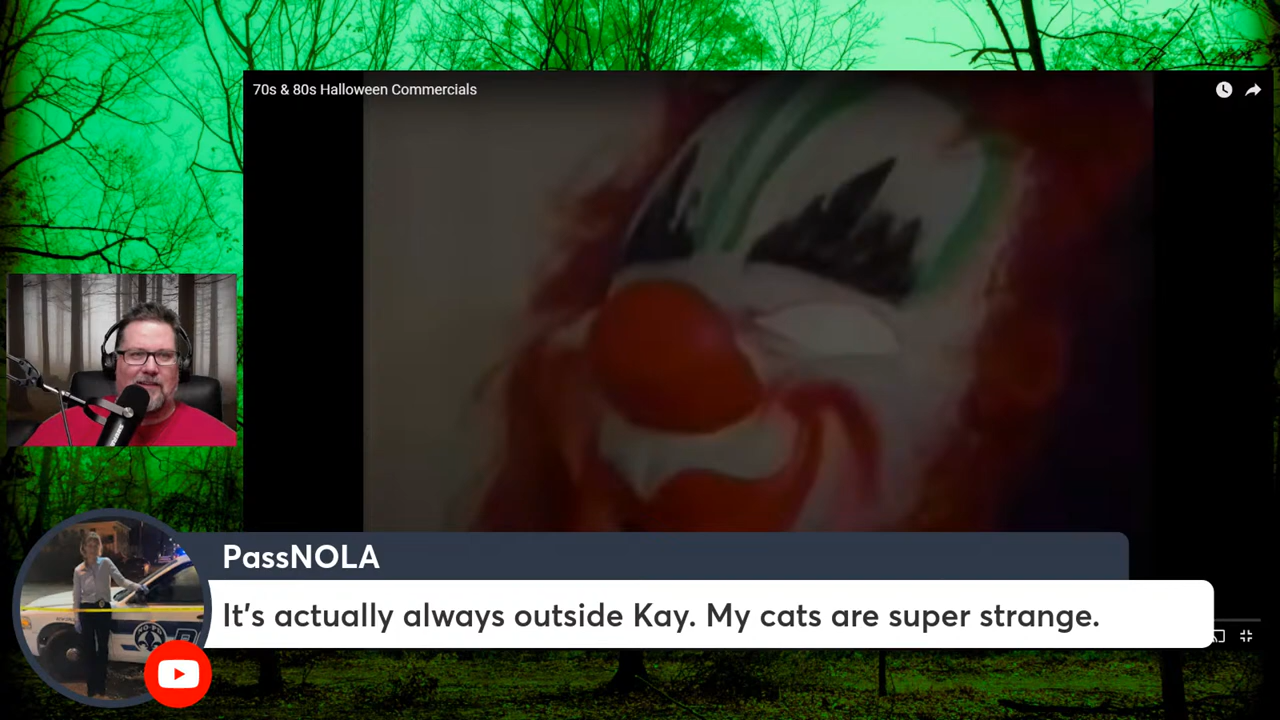 70s & 80s Halloween Commercials
PassNOLA
It's actually always outside Kay. My cats are super strange.